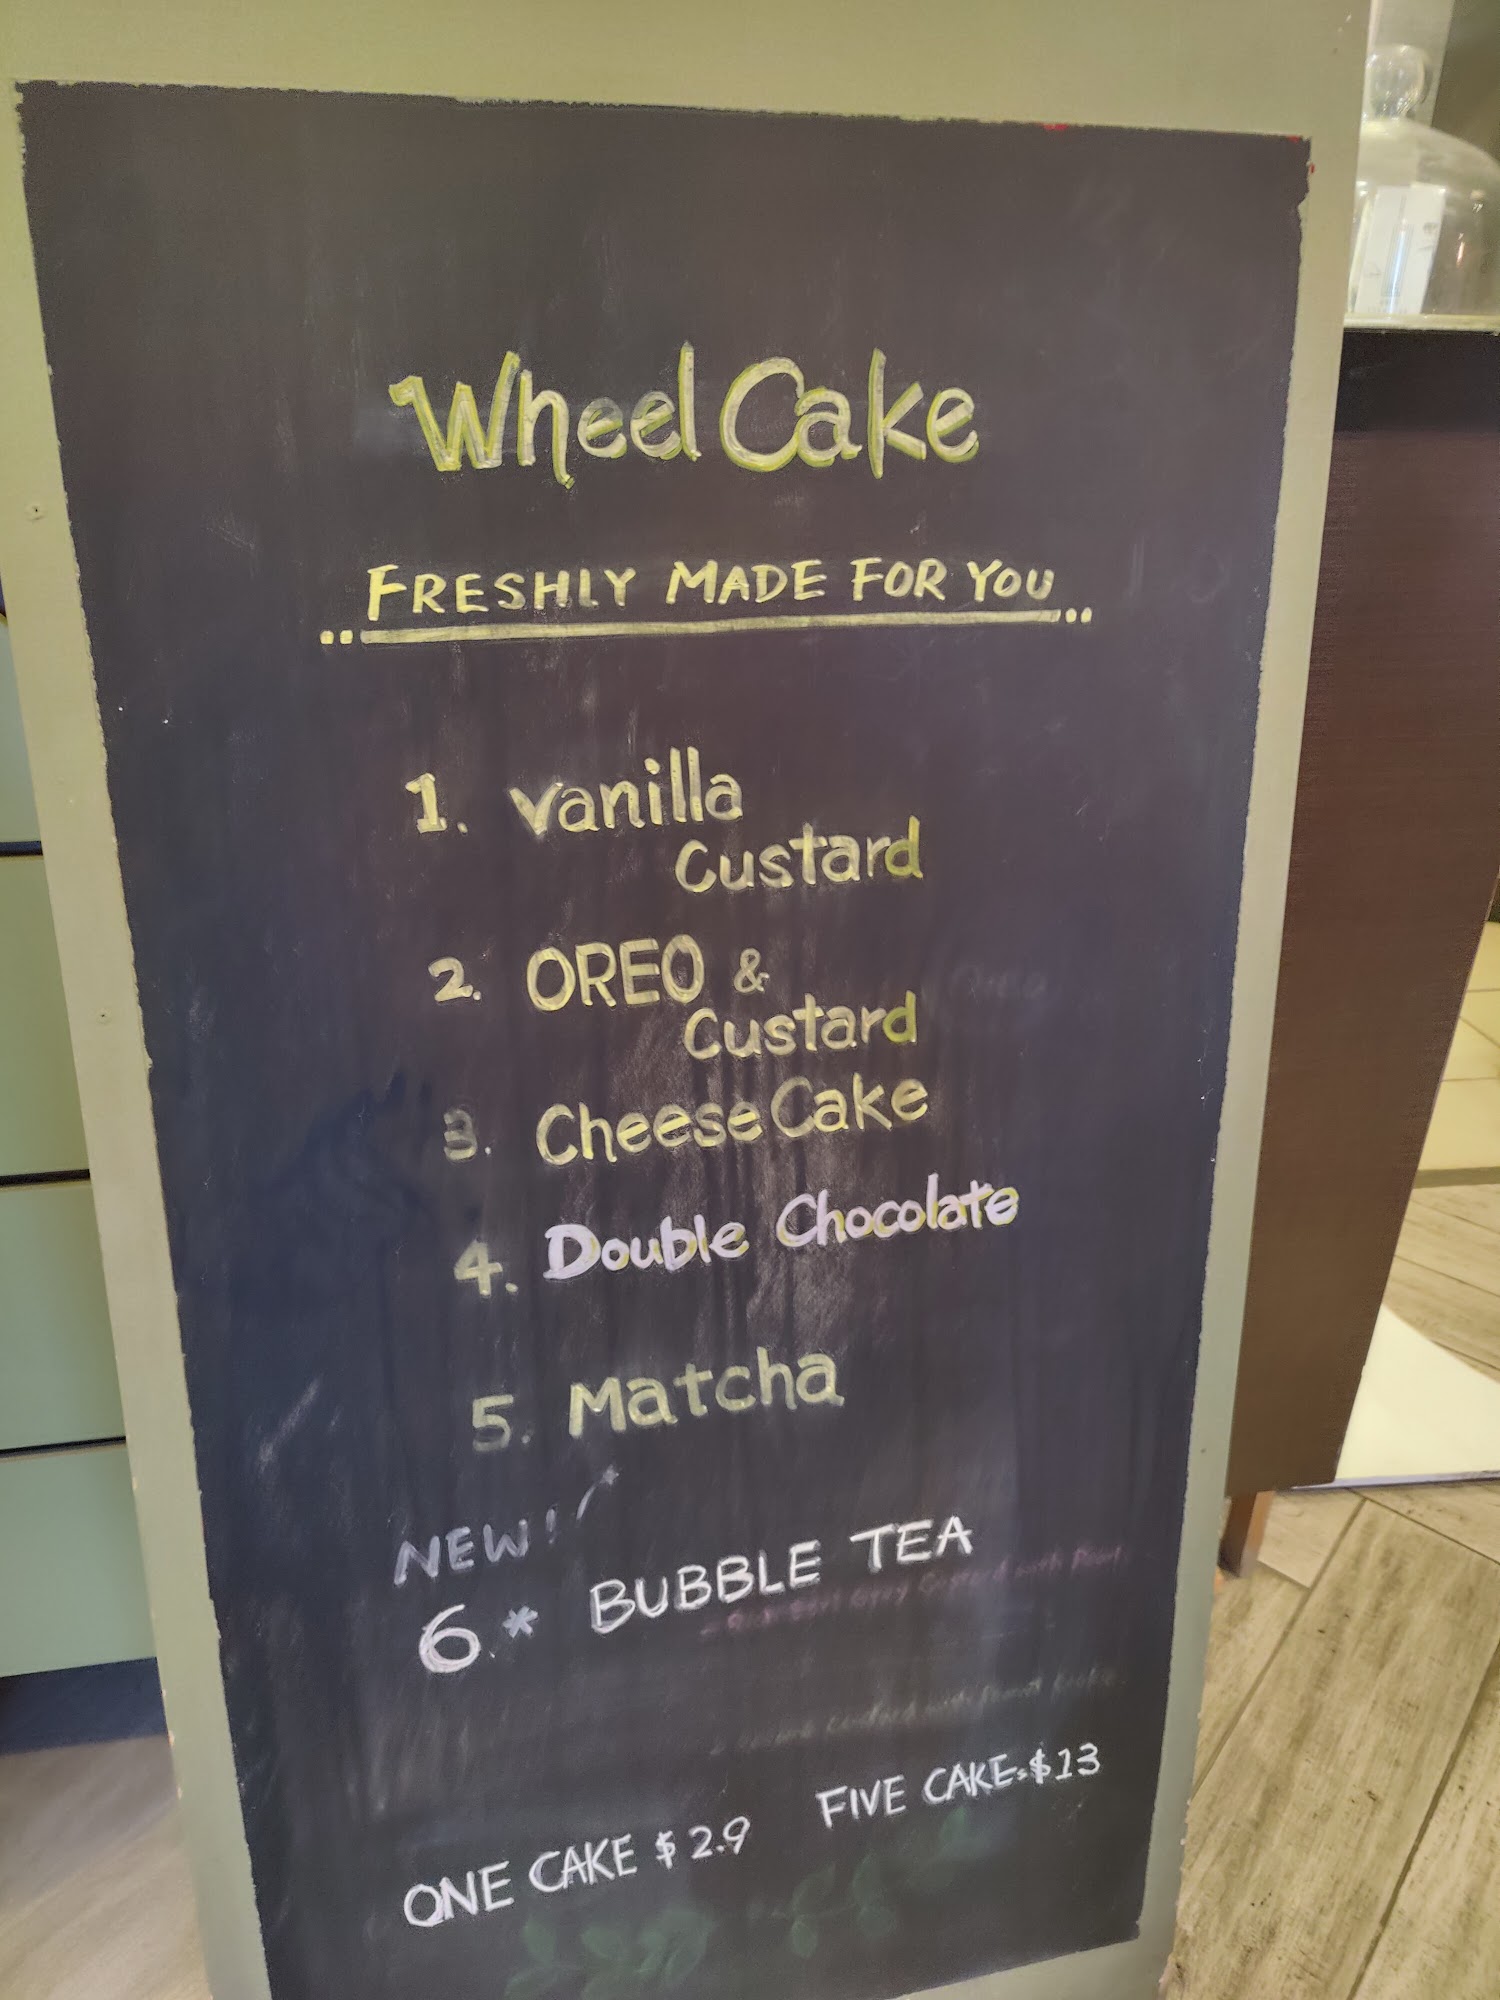 Wheel Cake
FRESHLY MADE FOR YOU
1. Vanilla
Custard
2. OREO &
Custard
3. Cheese Cake
4. Double Chocolate
5. Matcha
NEW!
6.* BUBBLE TEA
FIVE CAKEs $13
ONE CAKE $2.9